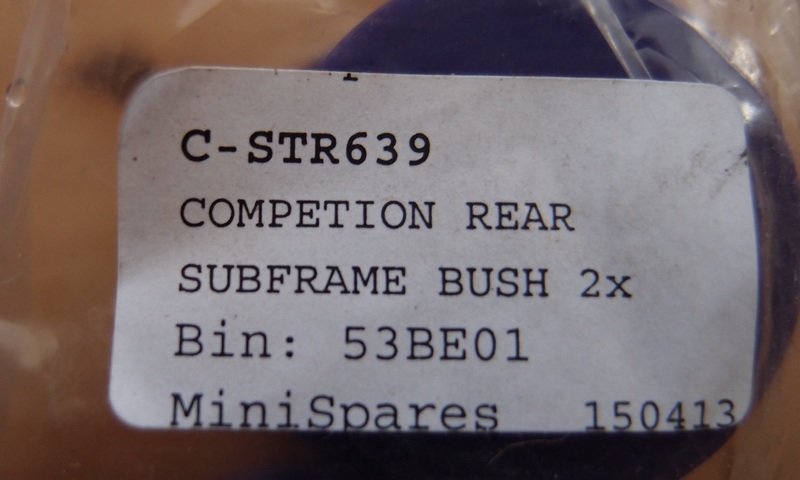 C-STR639
COMPETION REAR
SUBFRAME BUSH 2x
Bin: 53BE01
MiniSpares 150413